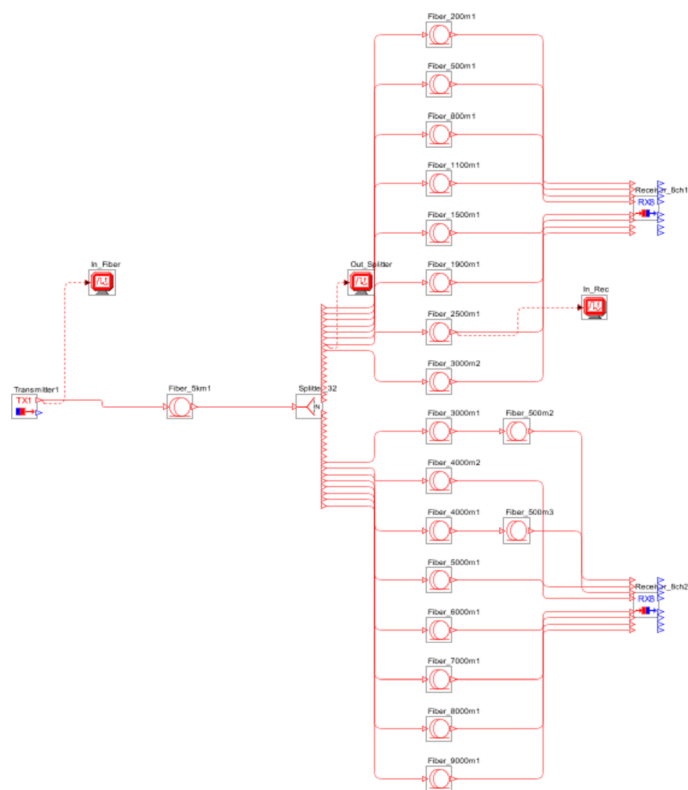 Fiber_200m1
Fiber_500m1
Fiber_800m1
Fiber_1100m1
Receiver_8ch1
RX8
Fiber_1500m1
In_Fiber
Out_Splitter
Fiber_1900m1
In_Rec
Fiber_2500m1
Fiber_3000m2
Transmitter1
TX1
Fiber_5km1
Splitter_32
N
Fiber_3000m1
Fiber_500m2
Fiber_4000m2
Fiber_4000m1
Fiber_500m3
Fiber_5000m1
Receiver_8ch2
RX8
Fiber_6000m1
Fiber_7000m1
Fiber_8000m1
Fiber_9000m1